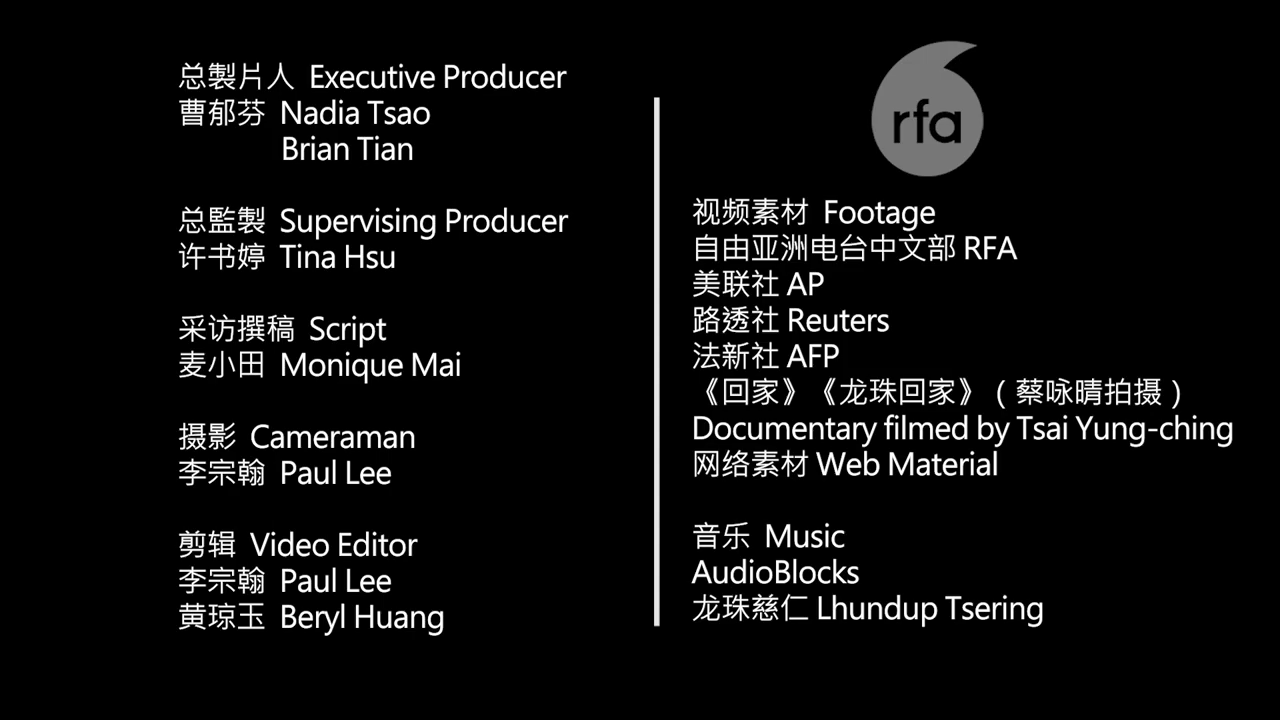 总製片人 Executive Producer
曹郁芬 Nadia Tsao
Brian Tian
总監製 Supervising Producer
许书婷 Tina Hsu
采访撰稿 Script
麦小田 Monique Mai
摄影 Cameraman
李宗翰 Paul Lee
剪辑 Video Editor
李宗翰 Paul Lee
黄琼玉 Beryl Huang
rfa
视频素材 Footage
自由亚洲电台中文部 RFA
美联社 AP
路透社 Reuters
法新社 AFP
《回家》《龙珠回家》（蔡咏晴拍摄）
Documentary filmed by Tsai Yung-ching
网络素材 Web Material
音乐 Music
AudioBlocks
龙珠慈仁 Lhundup Tsering